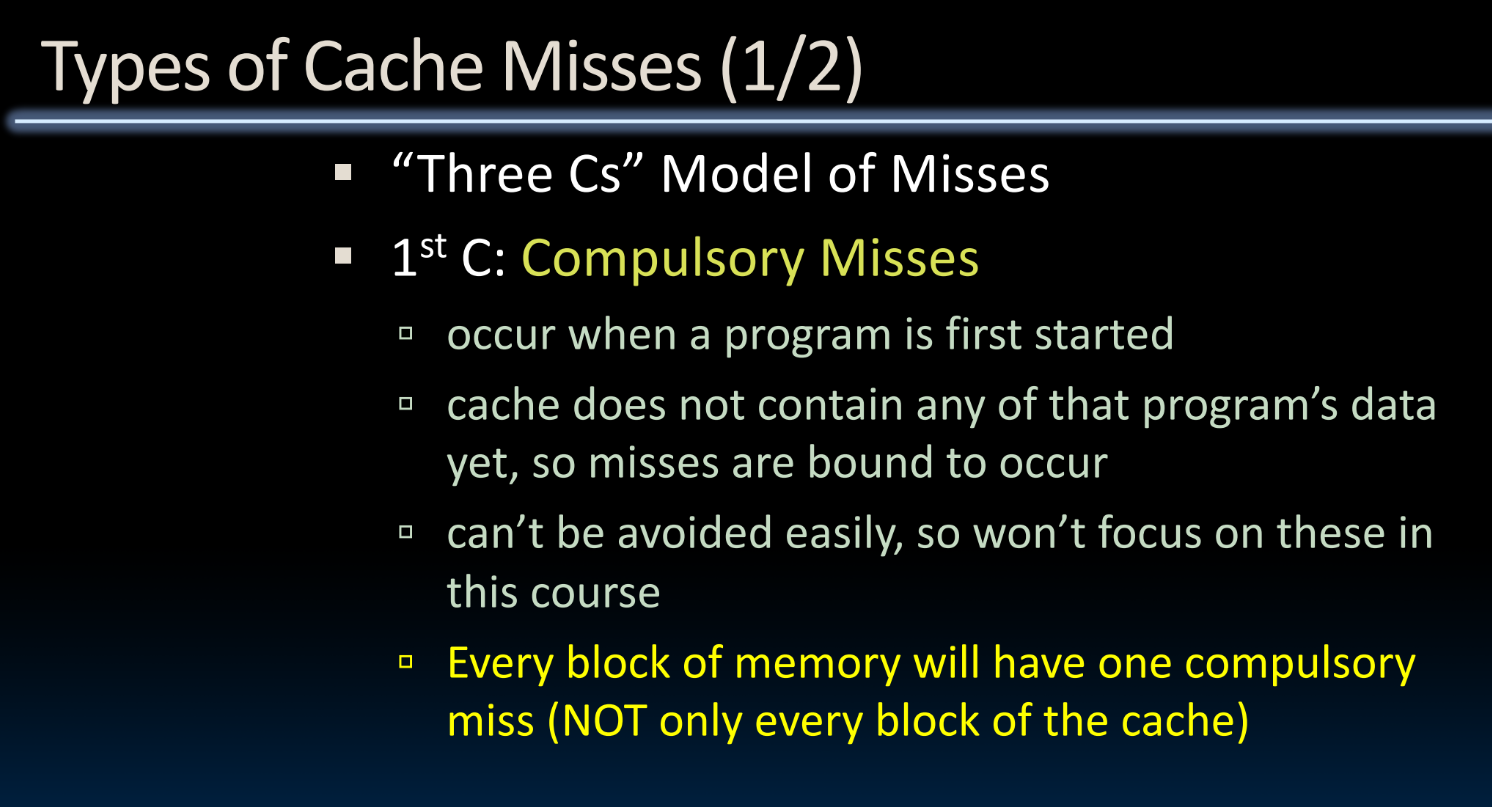 Types of Cache Misses (1/2)
“Three Cs” Model of Misses
1st C: Compulsory Misses
occur when a program is first started
cache does not contain any of that program’s data
yet, so misses are bound to occur
can’t be avoided easily, so won’t focus on these in
this course
Every block of memory will have one compulsory
miss (NOT only every block of the cache)